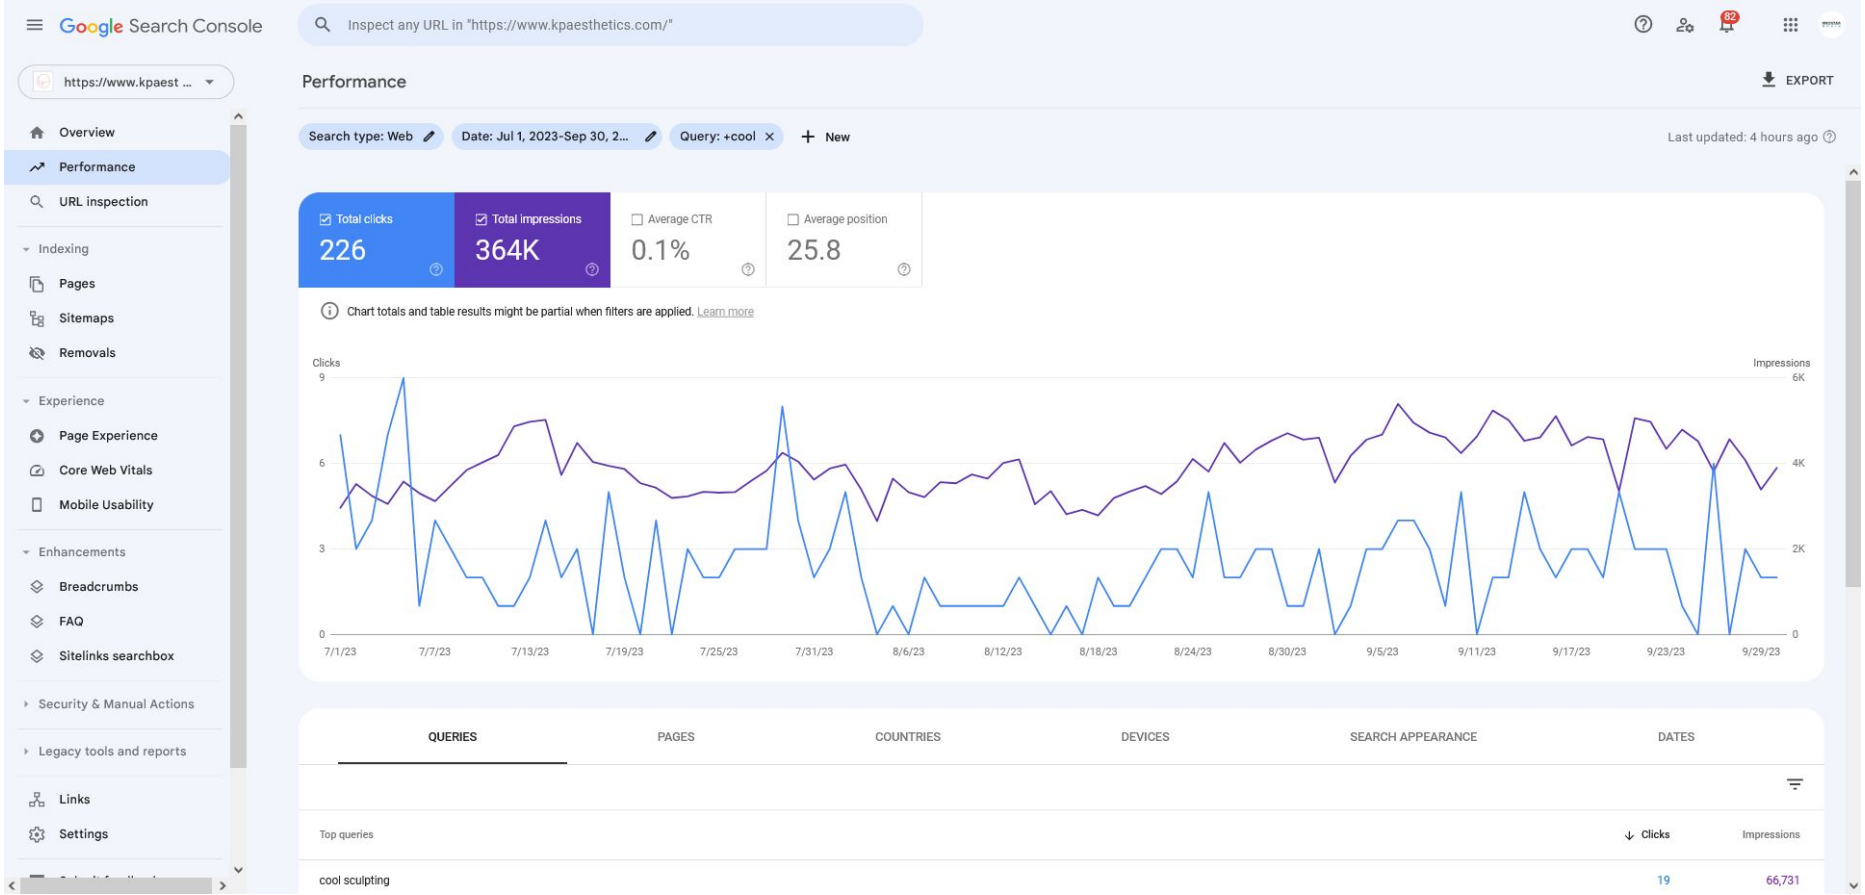 Google Search Console
Inspect any URL in "https://www.kpaesthetics.com/"
82
https://www.kpaest ...
Performance
EXPORT
Overview
Performance
URL inspection
Indexing
Pages
Sitemaps
Removals
Experience
Page Experience
Core Web Vitals
Mobile Usability
Enhancements
Breadcrumbs
FAQ
Sitelinks searchbox
Security & Manual Actions
Legacy tools and reports
Links
Settings
Search type: Web
Date: Jul 1, 2023-Sep 30, 2...
Query: +cool
New
Last updated: 4 hours ago
Total clicks
226
Total impressions
364K
Average CTR
0.1%
Average position
25.8
Chart totals and table results might be partial when filters are applied. Learn more
Clicks
Impressions
9
6K
6
4K
3
2K
0
0
7/1/23 7/7/23 7/13/23 7/19/23 7/25/23 7/31/23 8/6/23 8/12/23 8/18/23 8/24/23 8/30/23 9/5/23 9/11/23 9/17/23 9/23/23 9/29/23
QUERIES PAGES COUNTRIES DEVICES SEARCH APPEARANCE DATES
Top queries Clicks Impressions
cool sculpting 19 66,731